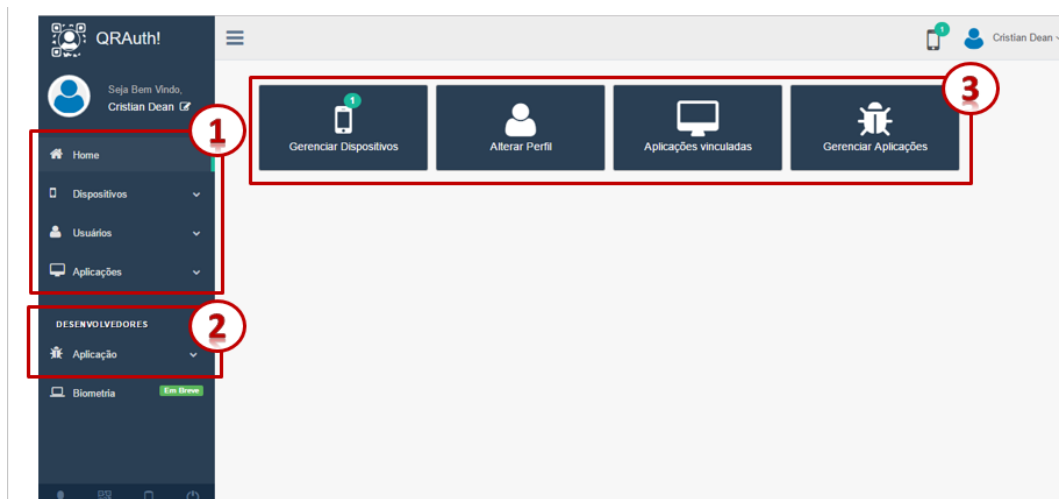 QRAuth!
1
Cristian Dean
Seja Bem Vindo,
Cristian Dean
1
Home
Dispositivos
Usuários
Aplicações
2
DESENVOLVEDORES
Aplicação
Biometria
Em Breve
3
1
Gerenciar Dispositivos
Alterar Perfil
Aplicações vinculadas
Gerenciar Aplicações